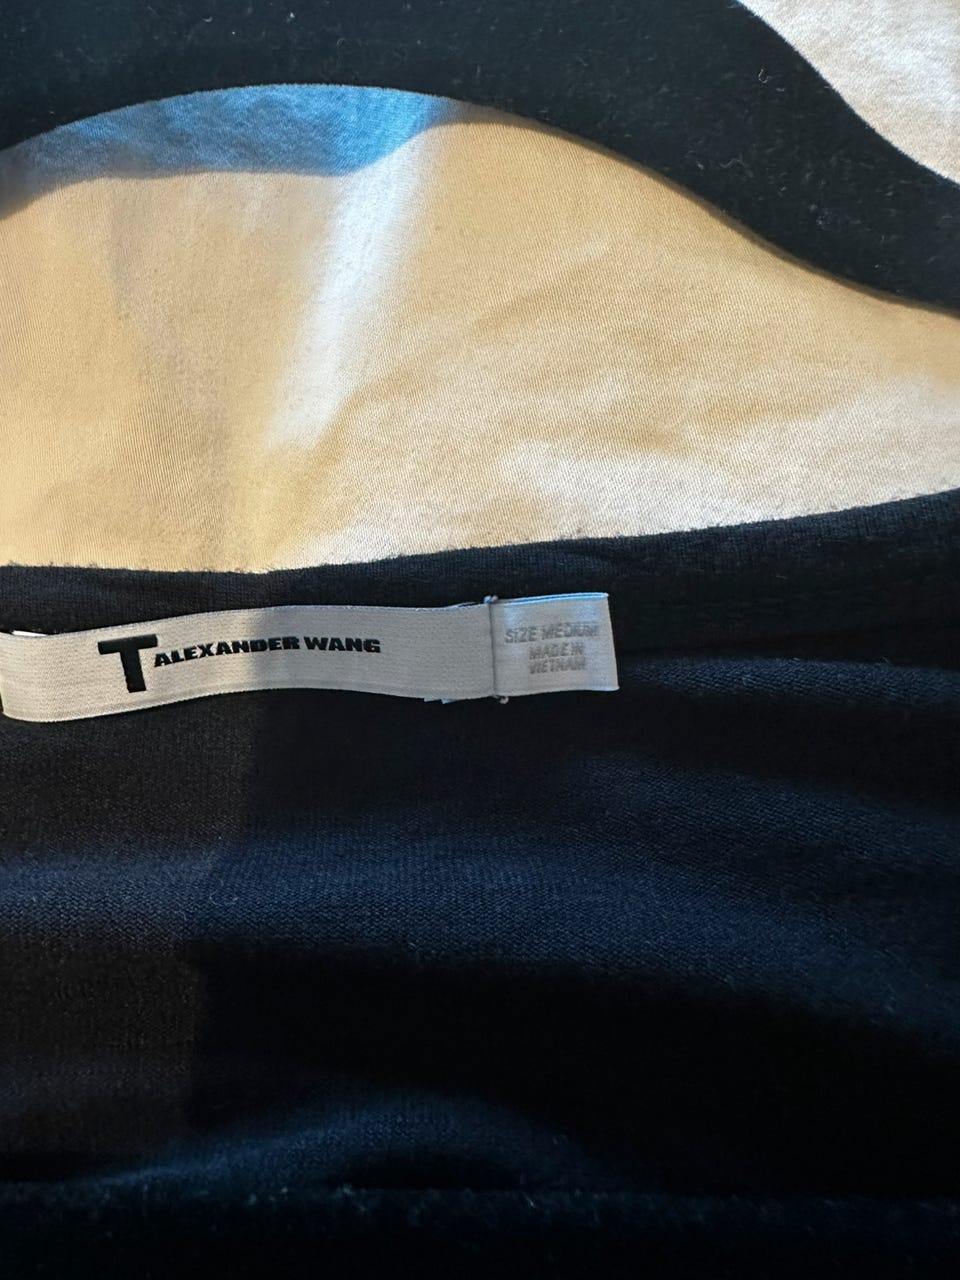 T ALEXANDER WANG
SIZE MEDIUM
MADE IN
VIETNAM